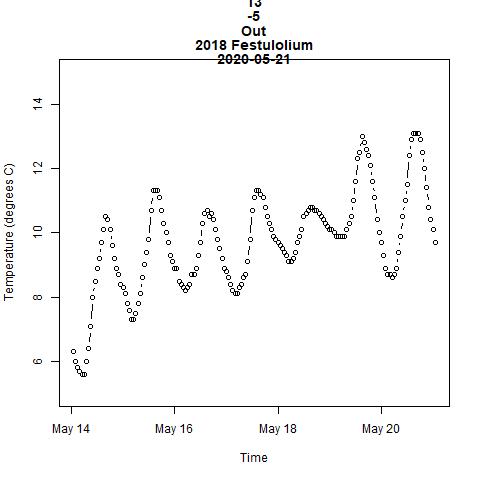 13
-5
Out
2018 Festulolium
2020-05-21
Temperature (degrees C)
14
12
10
8
6
May 14
May 16
May 18
May 20
Time